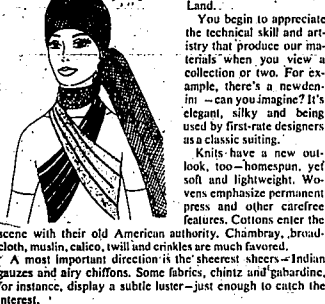 Land.
You begin to appreciate
the technical skill and art-
istry that produce our ma-
terials when you view a
collection or two. For ex-
ample, there's a newden-
im —can you imagine? It's
elegant, silky and being
used by first-rate designers
as a classic suiting.
Knits have a new out-
look, too—homespun, yet
soft and lightweight. Wo-
vens emphasize permanent
press and other carefree
features. Cottons enter the
scene with their old American authority. Chambray, broad-
cloth, muslin, calico, twill and crinkles are much favored.
A most important direction is the sheerest sheers—Indian
gauzes and airy chiffons. Some fabrics, chintz and gabardine,
for instance, display a subtle luster—just enough to catch the
interest.